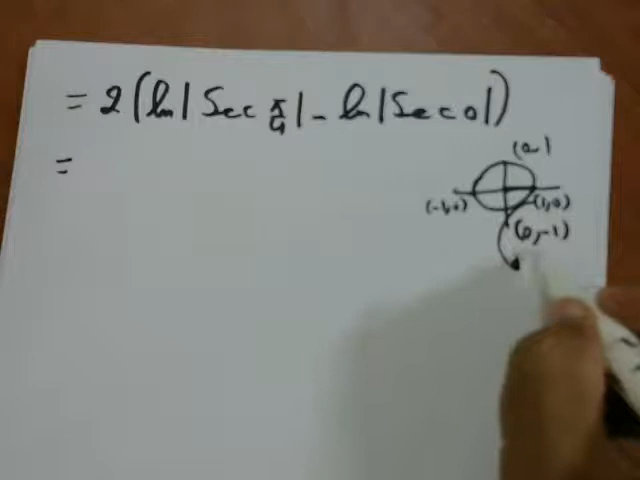 = 2(ln|Sec π/4| - ln|Sec 0|)
=
(0,1
(-1,0) (1,0)
(0,-1)